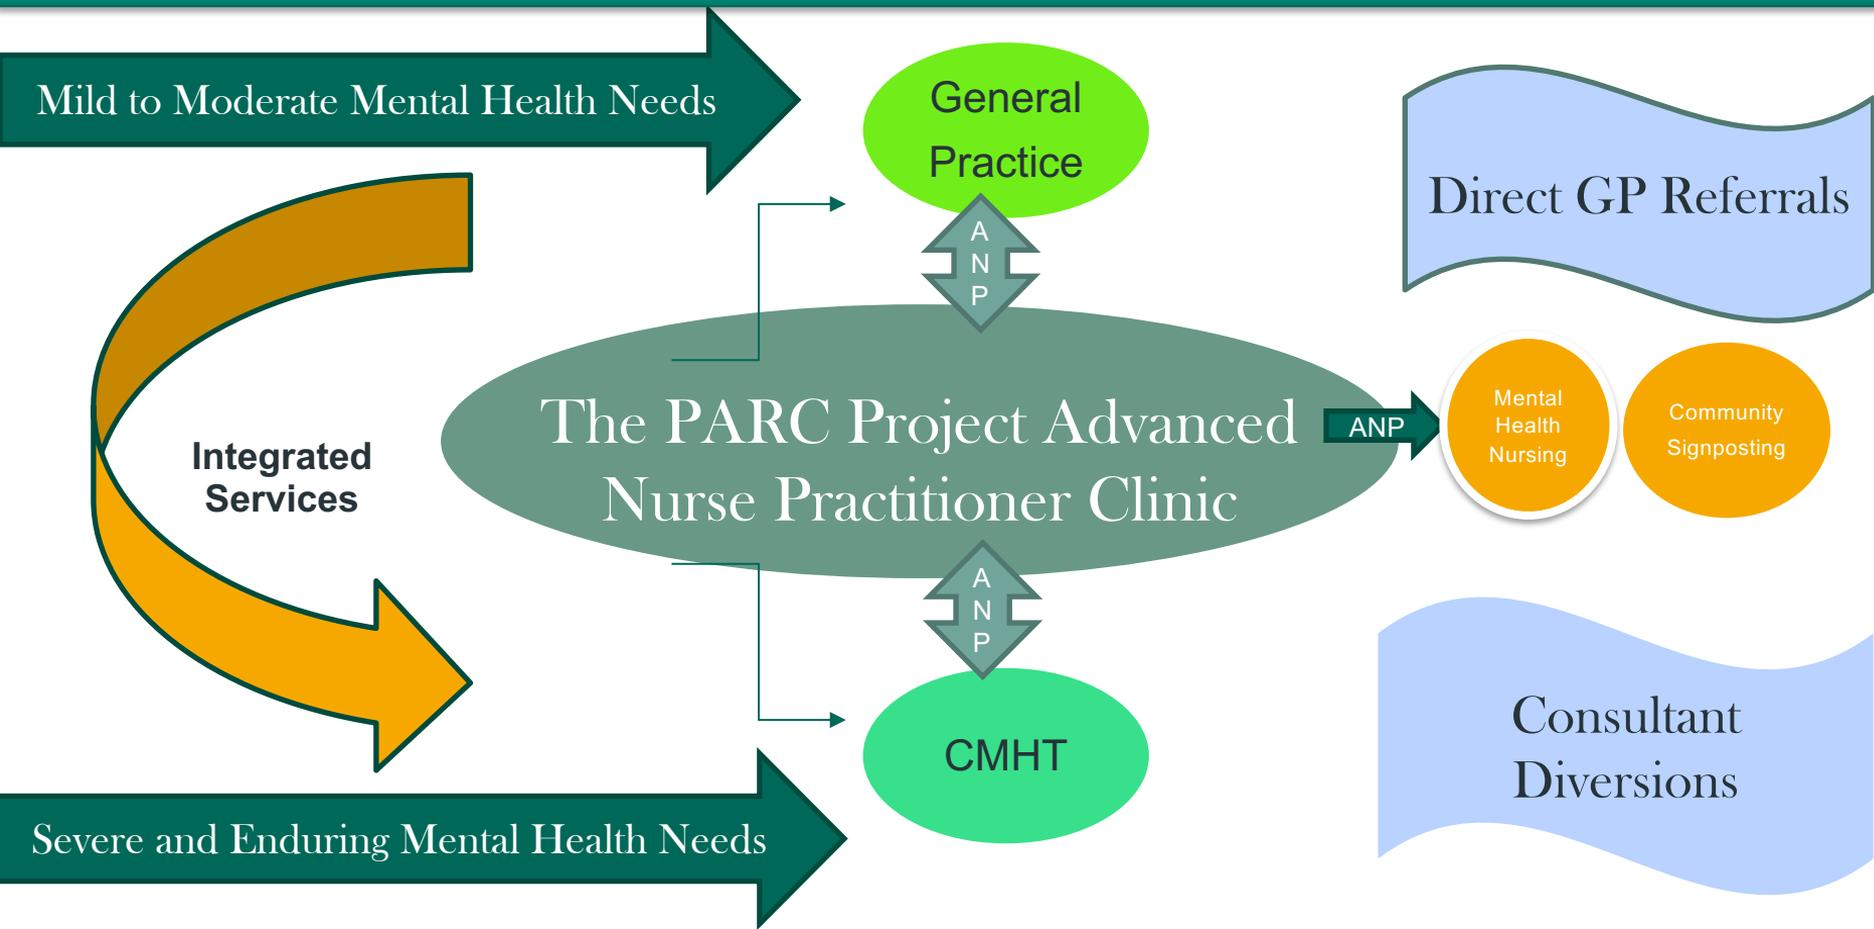 Mild to Moderate Mental Health Needs
General
Practice
Direct GP Referrals
A
N
P
Integrated
Services
The PARC Project Advanced
Nurse Practitioner Clinic
ANP
Mental
Health
Nursing
Community
Signposting
A
N
P
CMHT
Consultant
Diversions
Severe and Enduring Mental Health Needs